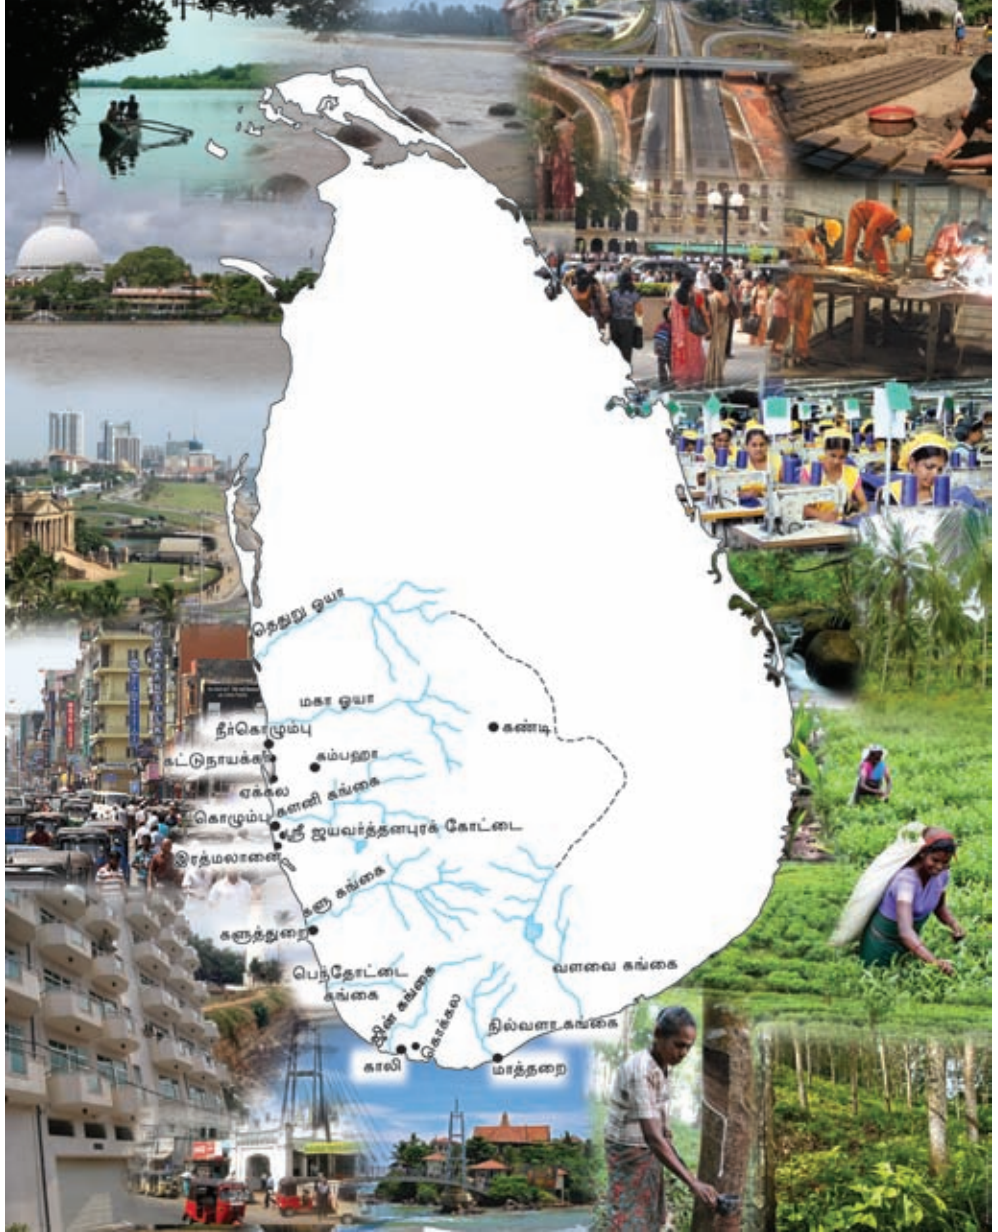 தெதுறு ஓயா
மகா ஓயா
நீர்கொழும்பு
கண்டி
கட்டுநாயக்க
கம்பஹா
ஏக்கல
களனி கங்கை
கொழும்பு
ஸ்ரீ ஜயவர்த்தனபுரக் கோட்டை
இரத்மலானை
களு கங்கை
களுத்துறை
பெந்தோட்டை
கங்கை
ஜின் கங்கை
கொக்கல
வளவை கங்கை
நில்வளா கங்கை
காலி
மாத்தறை